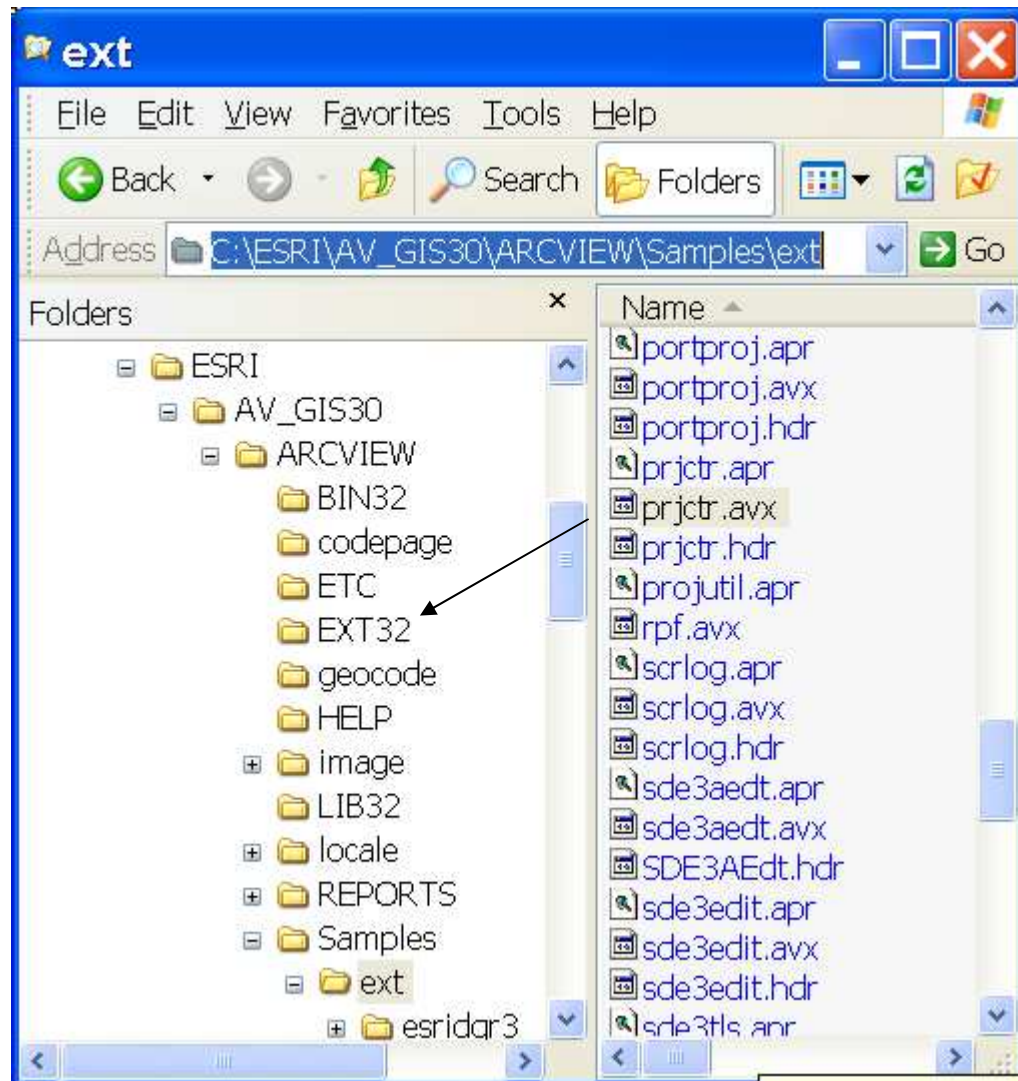 ext
File Edit View Favorites Tools Help
Back Search Folders
Address C:\ESRI\AV_GIS30\ARCVIEW\Samples\ext Go
Folders
ESRI
AV_GIS30
ARCVIEW
BIN32
codepage
ETC
EXT32
geocode
HELP
image
LIB32
locale
REPORTS
Samples
ext
esridgr3
Name
portproj.apr
portproj.avx
portproj.hdr
prjctr.apr
prjctr.avx
prjctr.hdr
projutil.apr
rpf.avx
scrlog.apr
scrlog.avx
scrlog.hdr
sde3aedt.apr
sde3aedt.avx
SDE3AEdt.hdr
sde3edit.apr
sde3edit.avx
sde3edit.hdr
sde3tls.apr